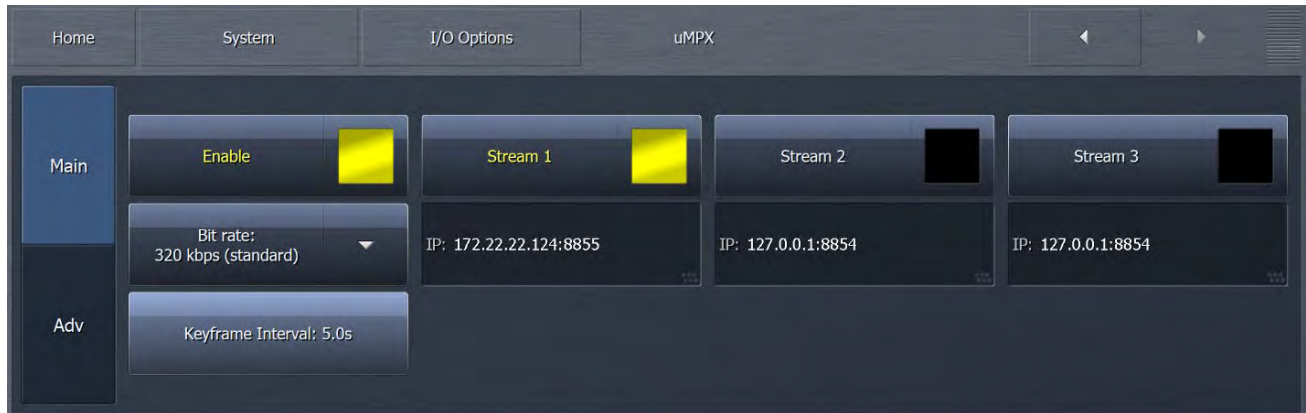 Home
System
I/O Options
uMPX
Main
Enable
Stream 1
Stream 2
Stream 3
Bit rate:
320 kbps (standard)
IP: 172.22.22.124:8855
IP: 127.0.0.1:8854
IP: 127.0.0.1:8854
Adv
Keyframe Interval: 5.0s